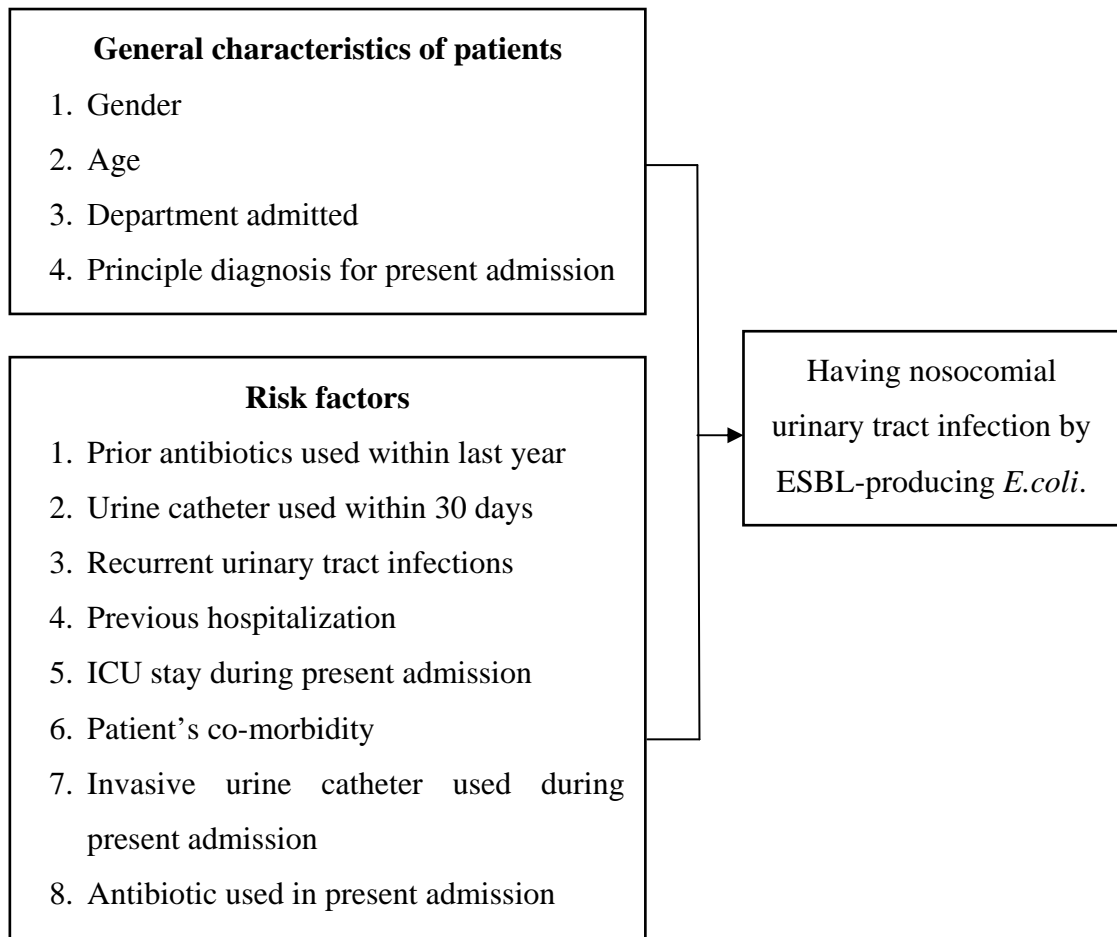 General characteristics of patients
1. Gender
2. Age
3. Department admitted
4. Principle diagnosis for present admission
Risk factors
1. Prior antibiotics used within last year
2. Urine catheter used within 30 days
3. Recurrent urinary tract infections
4. Previous hospitalization
5. ICU stay during present admission
6. Patient’s co-morbidity
7. Invasive urine catheter used during
present admission
8. Antibiotic used in present admission
Having nosocomial
urinary tract infection by
ESBL-producing E.coli.